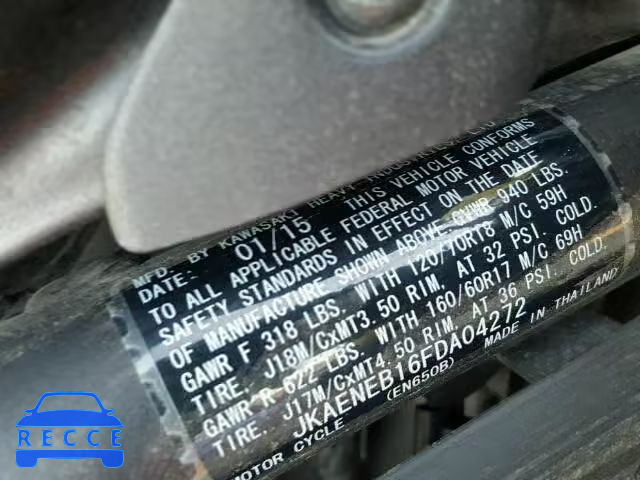 MFD. BY KAWASAKI HEAVY INDUSTRIES, LTD.
DATE: 01/15 THIS VEHICLE CONFORMS
TO ALL APPLICABLE FEDERAL MOTOR VEHICLE
SAFETY STANDARDS IN EFFECT ON THE DATE
OF MANUFACTURE SHOWN ABOVE GVWR 940 LBS.
GAWR F 318 LBS. WITH 120/70R18 M/C 59H
TIRE, J18M/CxMT3.50 RIM, AT 32 PSI. COLD.
GAWR R 622 LBS. WITH 160/60R17 M/C 69H
TIRE, J17M/CxMT4.50 RIM, AT 36 PSI. COLD.
JKAENEB16FDA04272
MOTOR CYCLE (EN650B) MADE IN THAILAND
RECCE
.COM